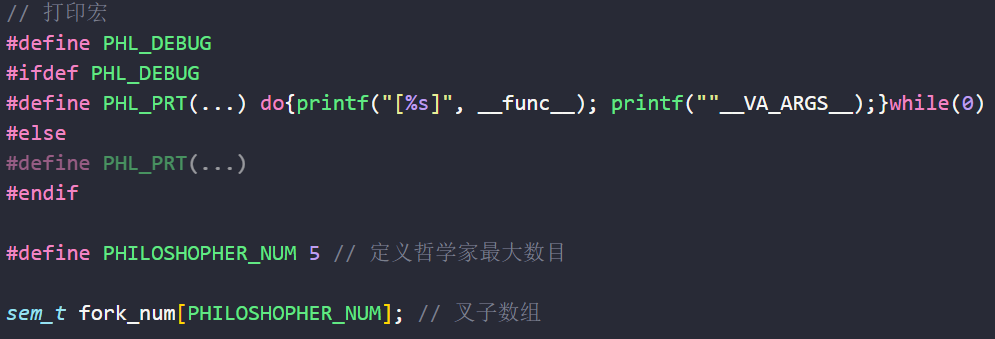 // 打印宏
#define PHL_DEBUG
#ifdef PHL_DEBUG
#define PHL_PRT(...) do{printf("[%s]", __func__); printf(""__VA_ARGS__);}while(0)
#else
#define PHL_PRT(...)
#endif
#define PHILOSHOPHER_NUM 5 // 定义哲学家最大数目
sem_t fork_num[PHILOSHOPHER_NUM]; // 叉子数组